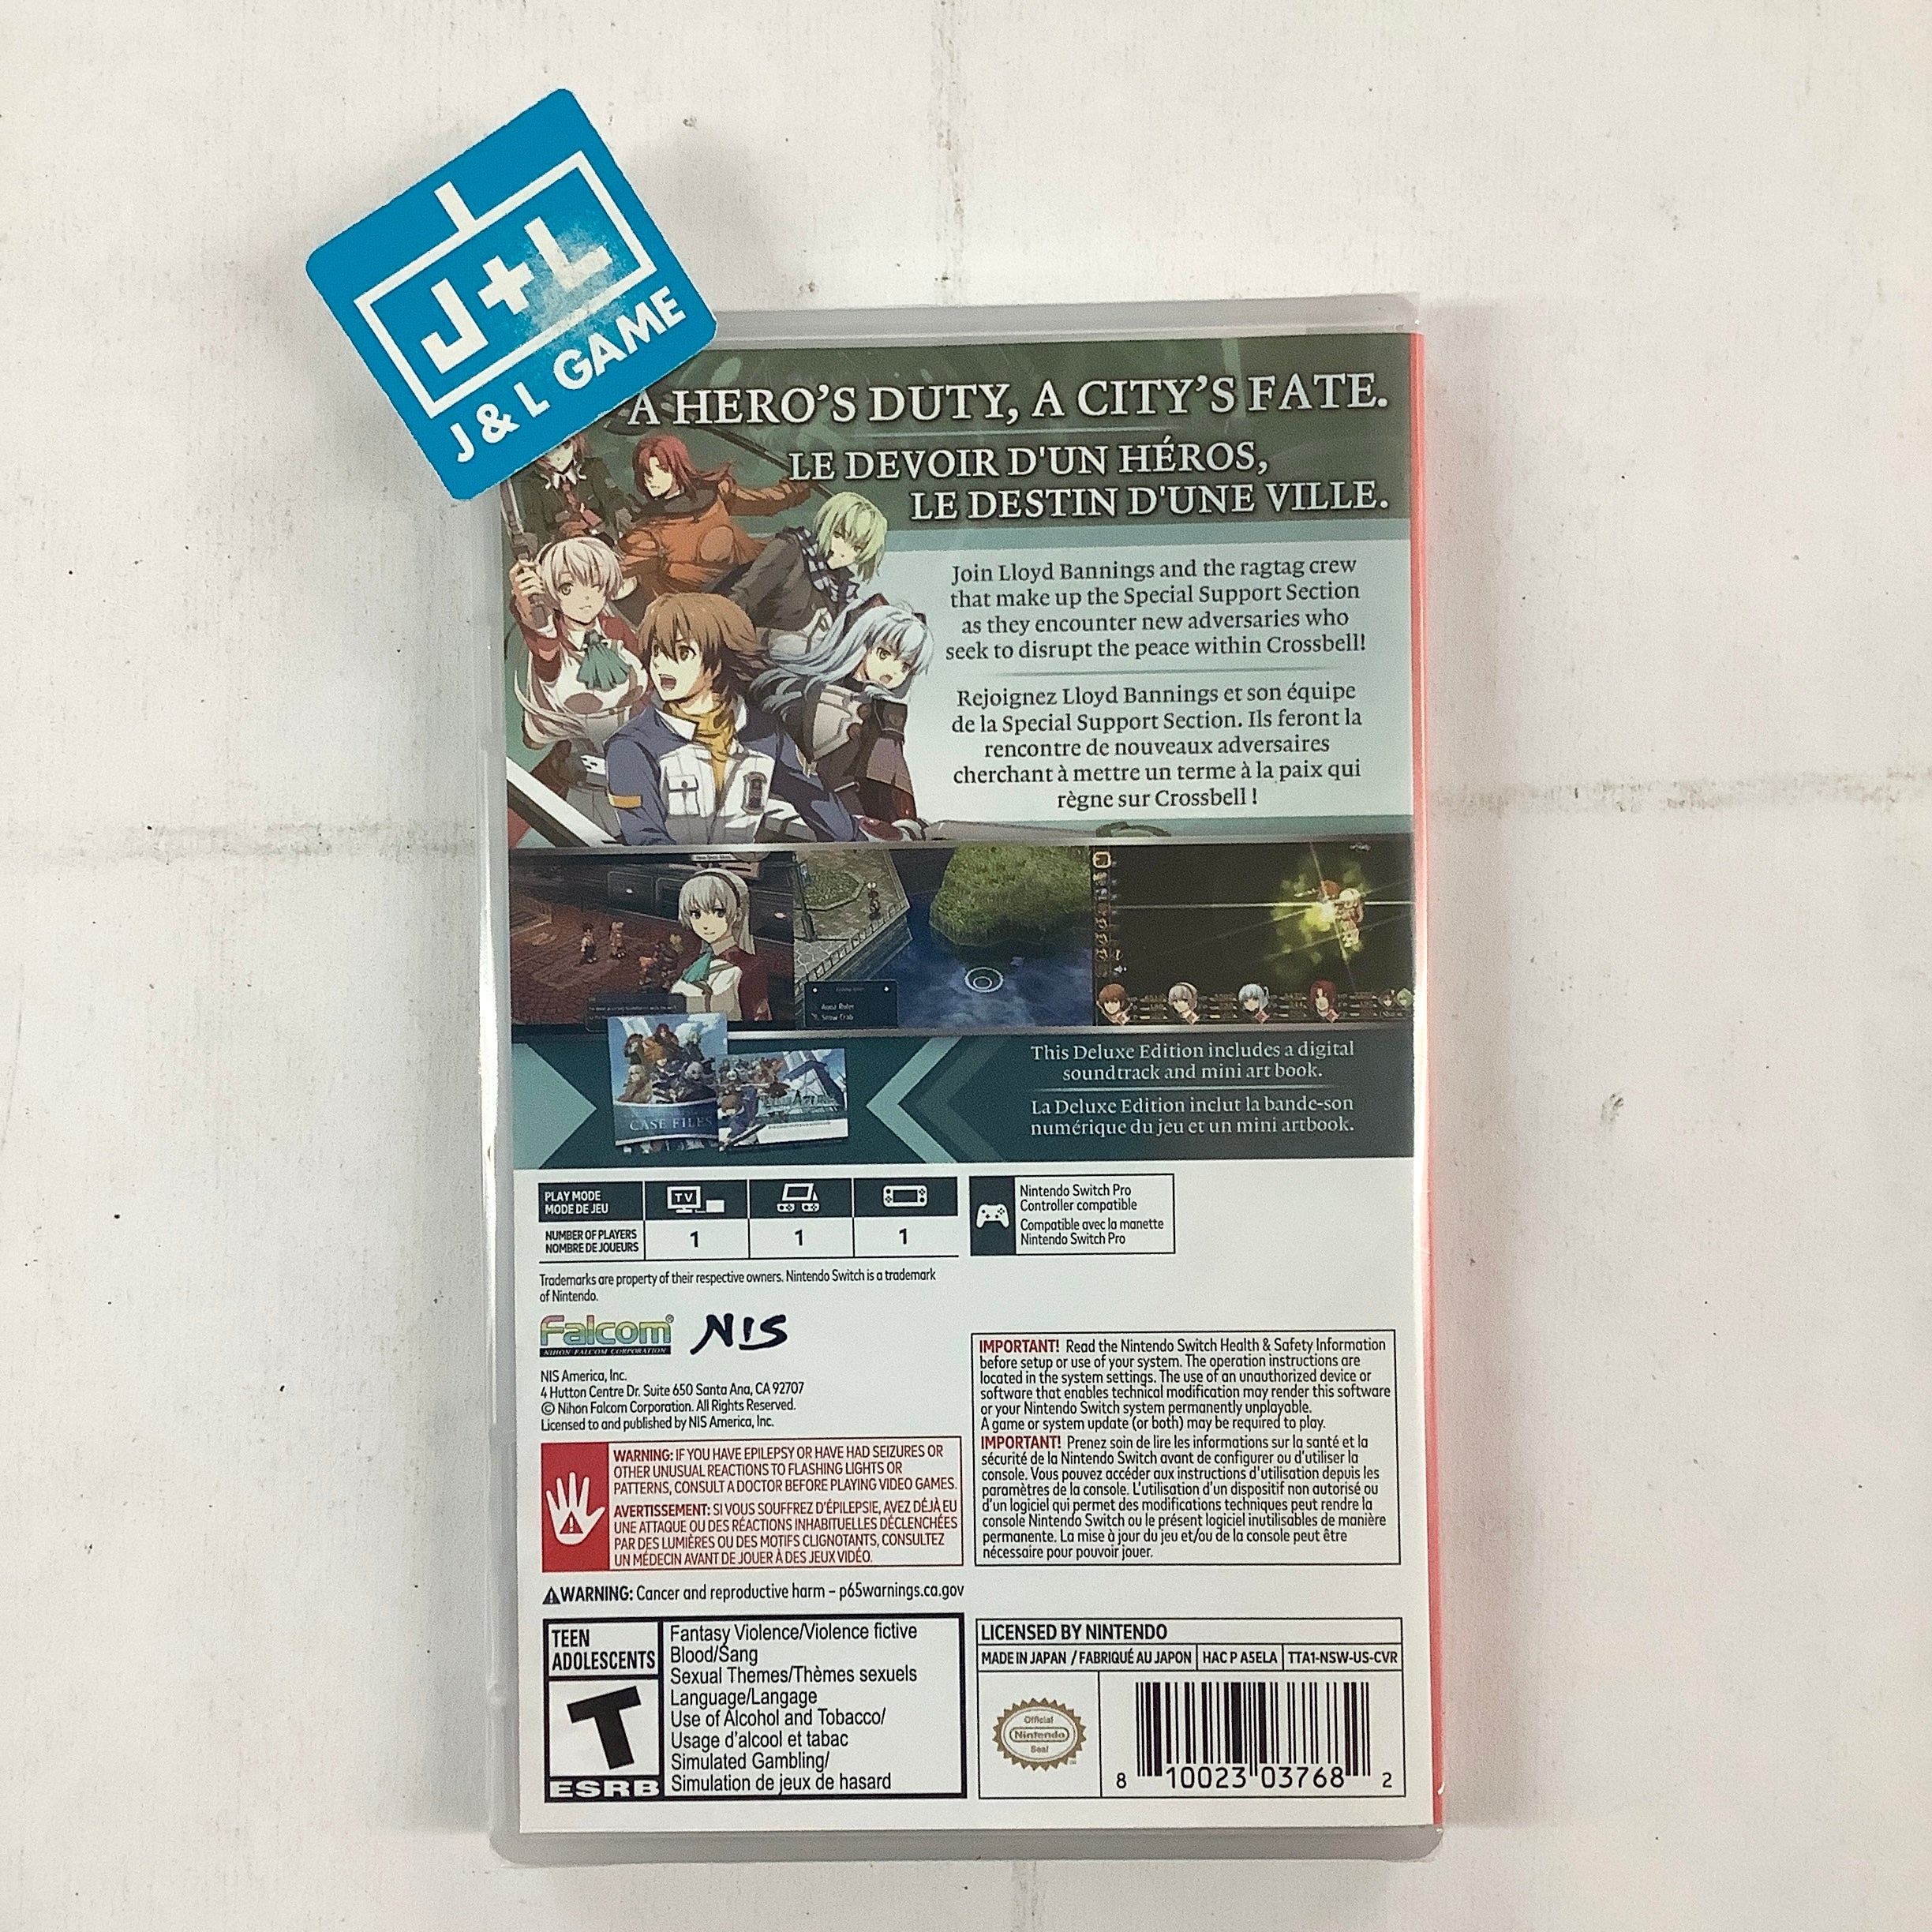 J+L
J & L GAME
A HERO'S DUTY, A CITY'S FATE.
LE DEVOIR D'UN HÉROS,
LE DESTIN D'UNE VILLE.
Join Lloyd Bannings and the ragtag crew
that make up the Special Support Section
as they encounter new adversaries who
seek to disrupt the peace within Crossbell!
Rejoignez Lloyd Bannings et son équipe
de la Special Support Section. Ils feront la
rencontre de nouveaux adversaires
cherchant à mettre un terme à la paix qui
règne sur Crossbell !
Snow Crab
CASE FILES
This Deluxe Edition includes a digital
soundtrack and mini art book.
La Deluxe Edition inclut la bande-son
numérique du jeu et un mini artbook.
PLAY MODE
MODE DE JEU
TV
NUMBER OF PLAYERS
NOMBRE DE JOUEURS
1 1 1
Nintendo Switch Pro
Controller compatible
Compatible avec la manette
Nintendo Switch Pro
Trademarks are property of their respective owners. Nintendo Switch is a trademark
of Nintendo.
Falcom
NIHON FALCOM CORPORATION
NIS
NIS America, Inc.
4 Hutton Centre Dr. Suite 650 Santa Ana, CA 92707
© Nihon Falcom Corporation. All Rights Reserved.
Licensed to and published by NIS America, Inc.
WARNING: IF YOU HAVE EPILEPSY OR HAVE HAD SEIZURES OR
OTHER UNUSUAL REACTIONS TO FLASHING LIGHTS OR
PATTERNS, CONSULT A DOCTOR BEFORE PLAYING VIDEO GAMES.
AVERTISSEMENT: SI VOUS SOUFFREZ D'ÉPILEPSIE, AVEZ DÉJÀ EU
UNE ATTAQUE OU DES RÉACTIONS INHABITUELLES DÉCLENCHÉES
PAR DES LUMIÈRES OU DES MOTIFS CLIGNOTANTS, CONSULTEZ
UN MÉDECIN AVANT DE JOUER À DES JEUX VIDÉO.
IMPORTANT! Read the Nintendo Switch Health & Safety Information
before setup or use of your system. The operation instructions are
located in the system settings. The use of an unauthorized device or
software that enables technical modification may render this software
or your Nintendo Switch system permanently unplayable.
A game or system update (or both) may be required to play.
IMPORTANT! Prenez soin de lire les informations sur la santé et la
sécurité de la Nintendo Switch avant de configurer ou d'utiliser la
console. Vous pouvez accéder aux instructions d'utilisation depuis les
paramètres de la console. L'utilisation d'un dispositif non autorisé ou
d'un logiciel qui permet des modifications techniques peut rendre la
console Nintendo Switch ou le présent logiciel inutilisables de manière
permanente. La mise à jour du jeu et/ou de la console peut être
nécessaire pour pouvoir jouer.
WARNING: Cancer and reproductive harm – p65warnings.ca.gov
TEEN
ADOLESCENTS
T
ESRB
Fantasy Violence/Violence fictive
Blood/Sang
Sexual Themes/Thèmes sexuels
Language/Langage
Use of Alcohol and Tobacco/
Usage d'alcool et tabac
Simulated Gambling/
Simulation de jeux de hasard
LICENSED BY NINTENDO
MADE IN JAPAN / FABRIQUÉ AU JAPON HAC P A5ELA TTA1-NSW-US-CVR
Official
Nintendo
Seal
8 10023 03768 2